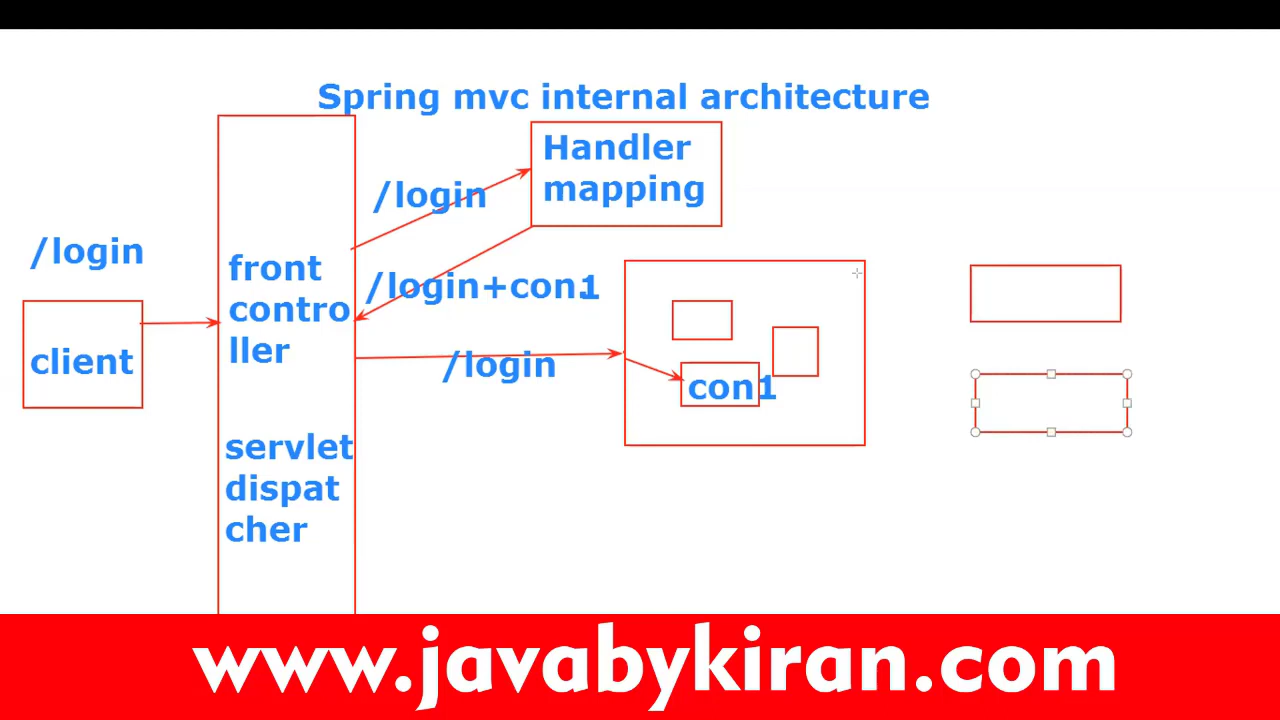 Spring mvc internal architecture
Handler
mapping
/login
/login
front
contro
ller
/login+con1
client
/login
con1
servlet
dispat
cher
www.javabykiran.com